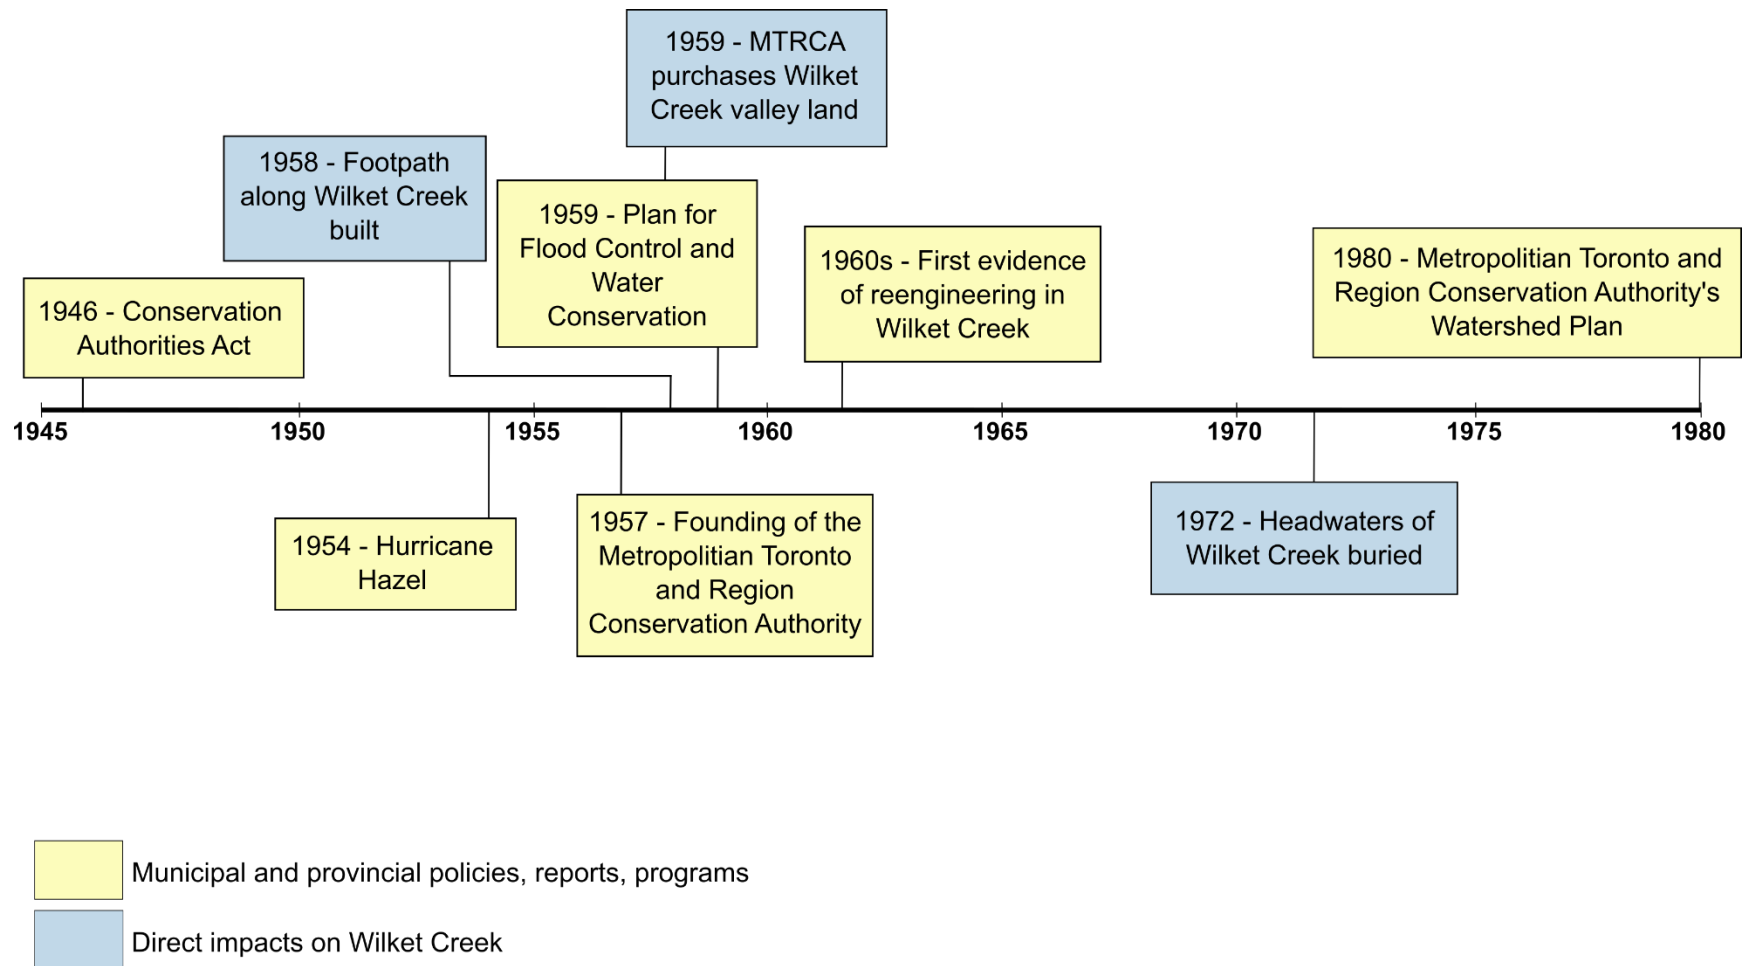 1959 - MTRCA
purchases Wilket
Creek valley land
1958 - Footpath
along Wilket Creek
built
1959 - Plan for
Flood Control and
Water
Conservation
1960s - First evidence
of reengineering in
Wilket Creek
1980 - Metropolitian Toronto and
Region Conservation Authority's
Watershed Plan
1946 - Conservation
Authorities Act
1945
1950
1955
1960
1965
1970
1975
1980
1954 - Hurricane
Hazel
1957 - Founding of the
Metropolitian Toronto
and Region
Conservation Authority
1972 - Headwaters of
Wilket Creek buried
Municipal and provincial policies, reports, programs
Direct impacts on Wilket Creek